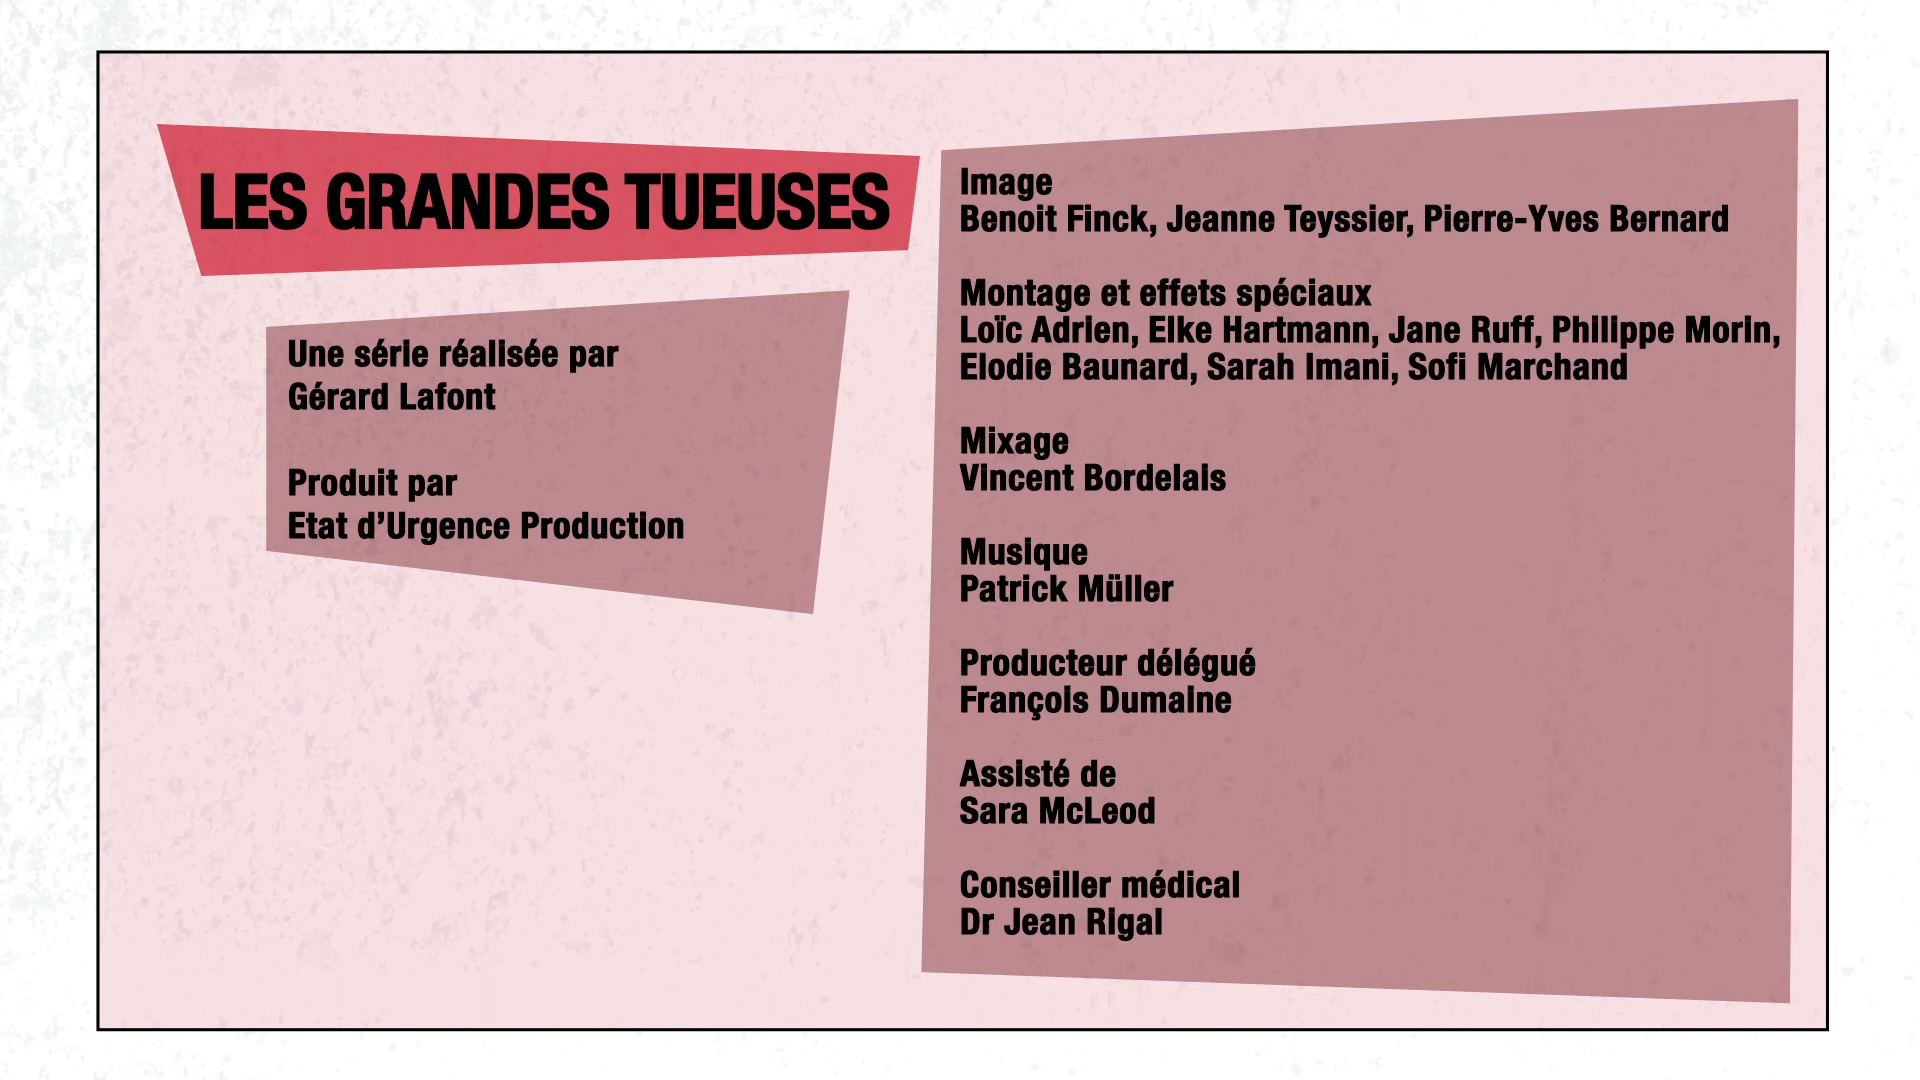 LES GRANDES TUEUSES
Une série réalisée par
Gérard Lafont
Produit par
Etat d’Urgence Production
Image
Benoit Finck, Jeanne Teyssier, Pierre-Yves Bernard
Montage et effets spéciaux
Loïc Adrien, Elke Hartmann, Jane Ruff, Philippe Morin,
Elodie Baunard, Sarah Imani, Sofi Marchand
Mixage
Vincent Bordelais
Musique
Patrick Müller
Producteur délégué
François Dumaine
Assisté de
Sara McLeod
Conseiller médical
Dr Jean Rigal